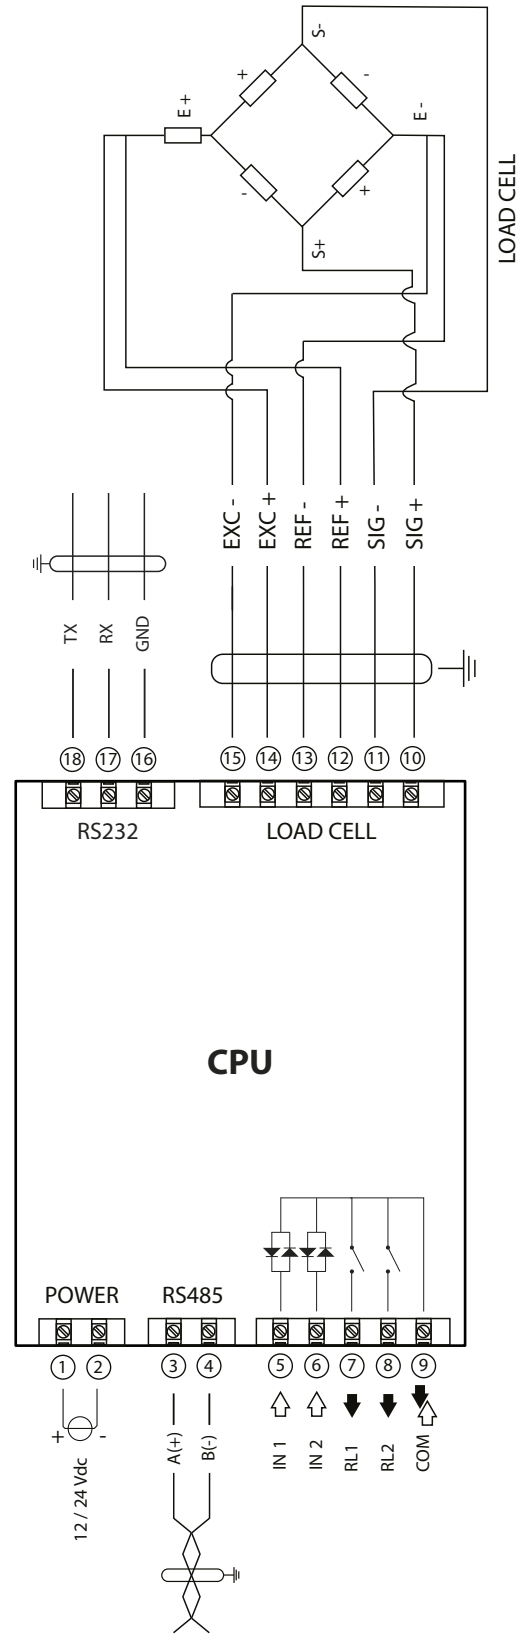 S-
+
-
E +
E -
-
+
S+
LOAD CELL
EXC -
EXC +
REF -
REF +
SIG -
SIG +
TX
RX
GND
18
17
16
15
14
13
12
11
10
RS232
LOAD CELL
CPU
POWER
RS485
1
2
3
4
5
6
7
8
9
+
-
12 / 24 Vdc
A(+)
B(-)
IN 1
IN 2
RL1
RL2
COM